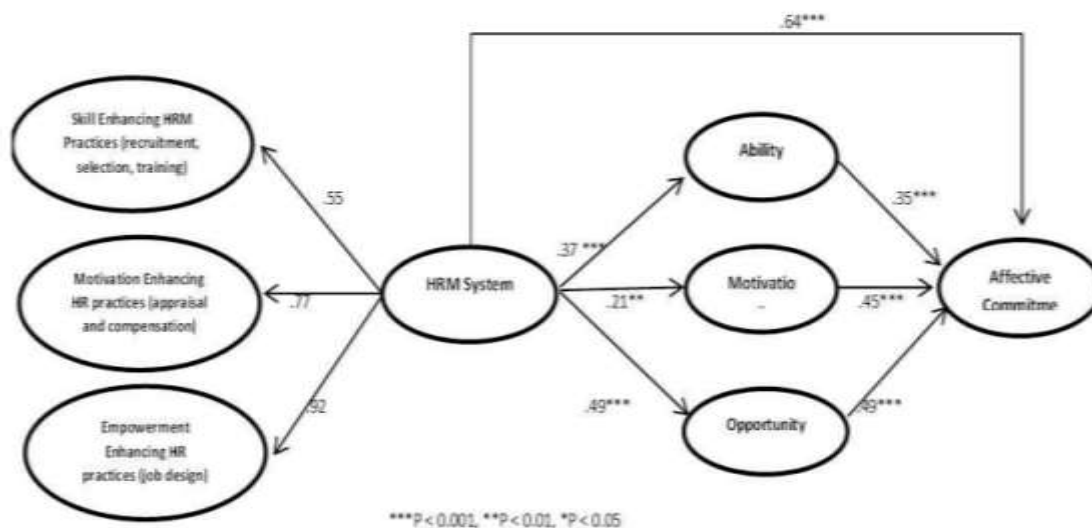 .64***
Skill Enhancing HRM
Practices (recruitment,
selection, training)
Ability
.55
.35***
.37 ***
Motivation Enhancing
HR practices (appraisal
and compensation)
.77
HRM System
.21**
Motivatio
.45***
Affective
Commitme
.92
.49***
.49***
Empowerment
Enhancing HR
practices (job design)
Opportunity
***P< 0.001, **P< 0.01, *P< 0.05